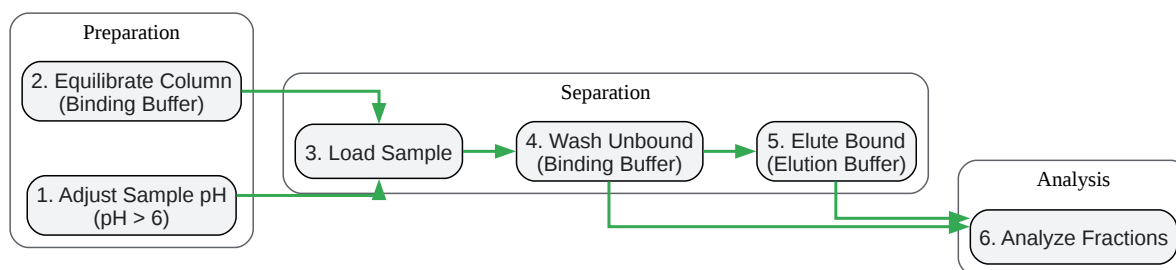 Preparation
2. Equilibrate Column
(Binding Buffer)
1. Adjust Sample pH
(pH > 6)
Separation
3. Load Sample
4. Wash Unbound
(Binding Buffer)
5. Elute Bound
(Elution Buffer)
Analysis
6. Analyze Fractions